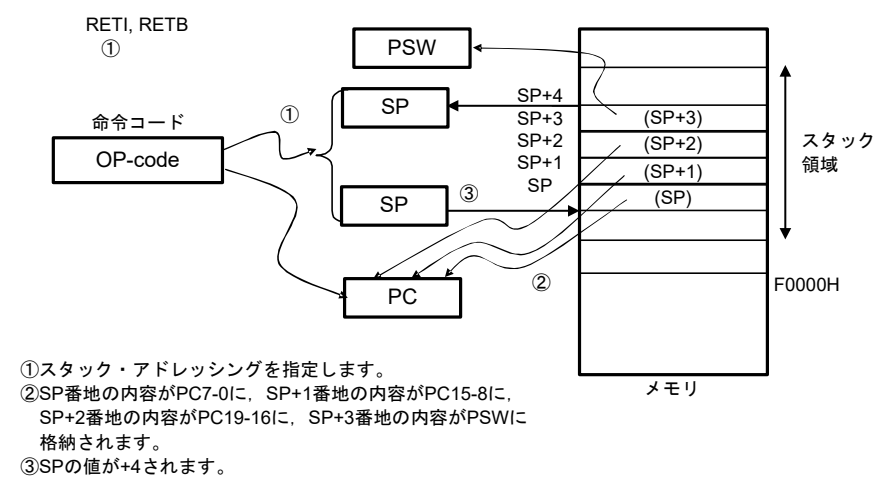 RETI, RETB
①
PSW
SP
①
命令コード
OP-code
SP
③
PC
②
SP+4
SP+3
SP+2
SP+1
SP
(SP+3)
(SP+2)
(SP+1)
(SP)
スタック
領域
F0000H
メモリ
①スタック・アドレッシングを指定します。
②SP番地の内容がPC7-0に，SP+1番地の内容がPC15-8に，
SP+2番地の内容がPC19-16に，SP+3番地の内容がPSWに
格納されます。
③SPの値が+4されます。